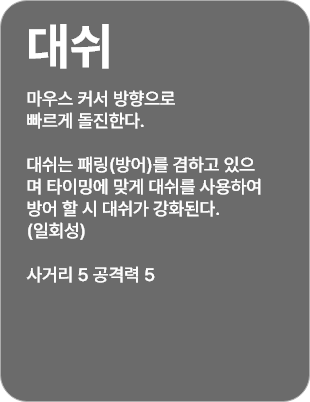 대쉬
마우스 커서 방향으로
빠르게 돌진한다.
대쉬는 패링(방어)를 겸하고 있으
며 타이밍에 맞게 대쉬를 사용하여
방어 할 시 대쉬가 강화된다.
(일회성)
사거리 5 공격력 5